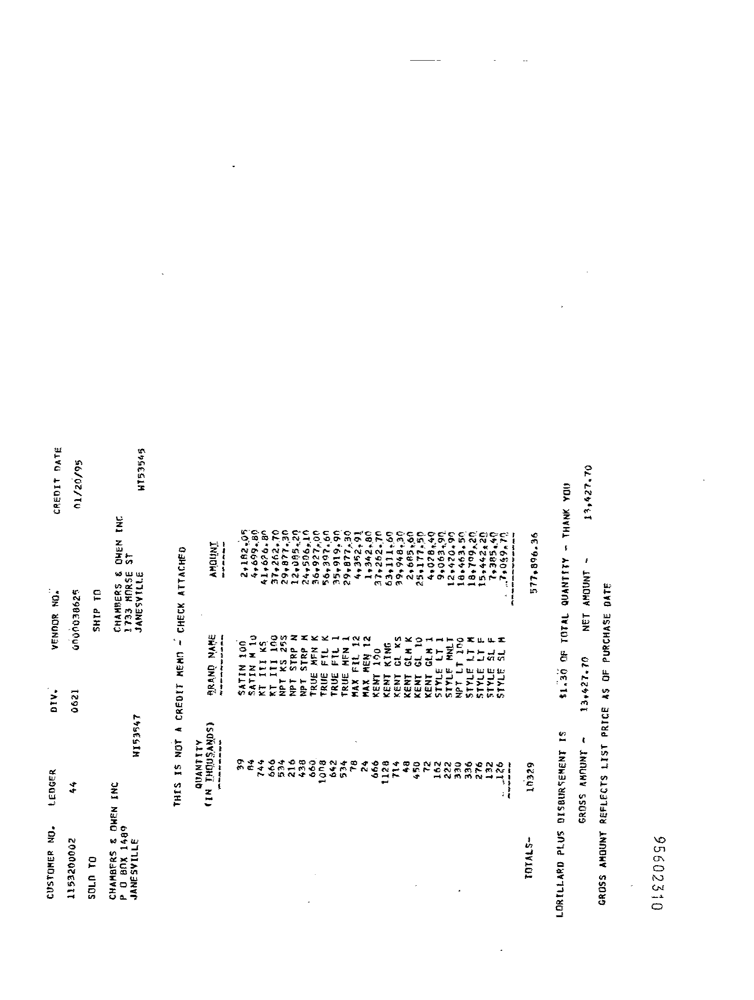 CUSTOMER NO. LEDGER DIV. VENDOR NO. CREDIT DATE
1153200002 44 0621 0000038625 01/20/95
SOLD TO SHIP TO
CHAMBERS & OWEN INC CHAMBERS & OWEN INC
P O BOX 1489 1733 MORSE ST
JANESVILLE WI53547 JANESVILLE WI53545
THIS IS NOT A CREDIT MEMO - CHECK ATTACHED
QUANTITY
(IN THOUSANDS) BRAND NAME AMOUNT
39 SATIN 100 2,182.05
84 SATIN M 10 4,699.80
744 KT III KS 41,626.80
666 KT III 100 37,262.70
534 NPT KS 25S 29,877.30
216 NPT STRP N 12,085.20
438 NPT STRP M 24,506.10
660 TRUE MFN K 36,927.00
1008 TRUE FIL K 56,397.60
642 TRUE FIL 1 35,919.90
534 TRUE MEN 1 29,877.30
78 MAX FIL 12 4,352.91
24 MAX MEN 12 1,342.80
666 KENT 100 37,262.70
1128 KENT KING 63,111.60
714 KENT GL KS 39,948.30
48 KENT GLM K 2,685.60
450 KENT GL 10 25,177.50
72 KENT GLM 1 4,028.40
162 STYLE LT 1 9,063.90
222 STYLE MNLI 12,420.90
330 NPT LT 100 18,463.50
336 STYLE LT M 18,799.20
276 STYLE LT F 15,442.20
132 STYLE SL F 7,385.40
126 STYLE SL M 7,069.70
TOTALS- 10329 577,896.36
LORILLARD PLUS DISBURSEMENT IS $1.30 OF TOTAL QUANTITY - THANK YOU
GROSS AMOUNT - 13,427.70 NET AMOUNT - 13,427.70
GROSS AMOUNT REFLECTS LIST PRICE AS OF PURCHASE DATE
95602310